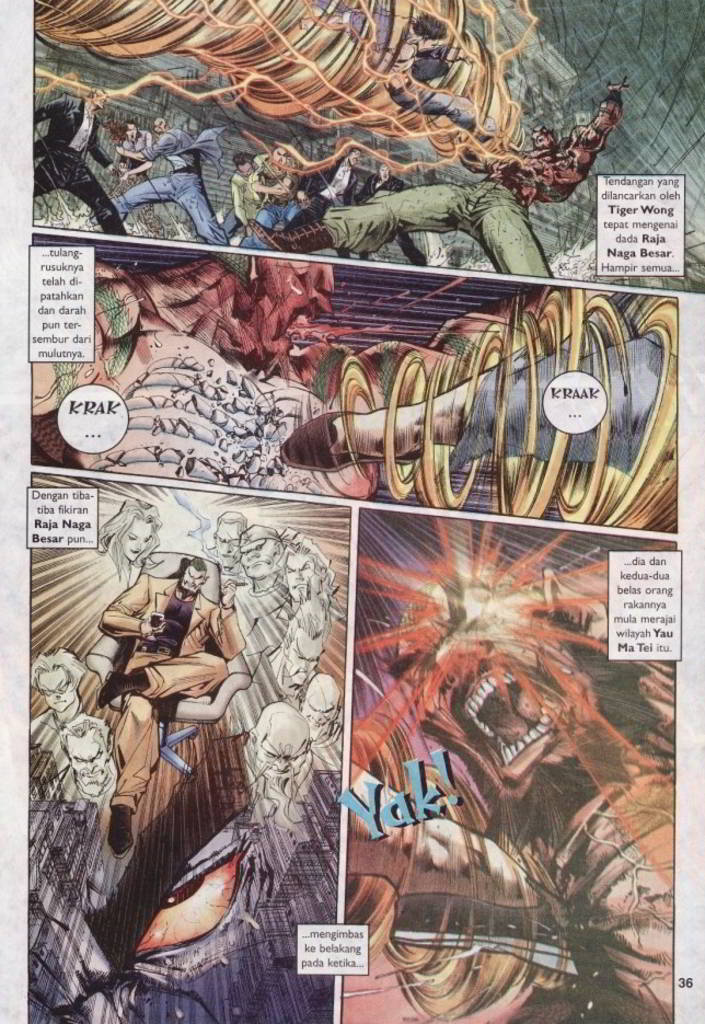 Tendangan yang
dilancarkan oleh
Tiger Wong
tepat mengenai
dada Raja
Naga Besar.
Hampir semua...
...tulang-
rusuknya
telah di-
patahkan
dan darah
pun ter-
sembur dari
mulutnya.
KRAK
...
KRAAK
...
Dengan tiba-
tiba fikiran
Raja Naga
Besar pun...
...mengimbas
ke belakang
pada ketika...
...dia dan
kedua-dua
belas orang
rakannya
mula merajai
wilayah Yau
Ma Tei itu.
Yak!
36